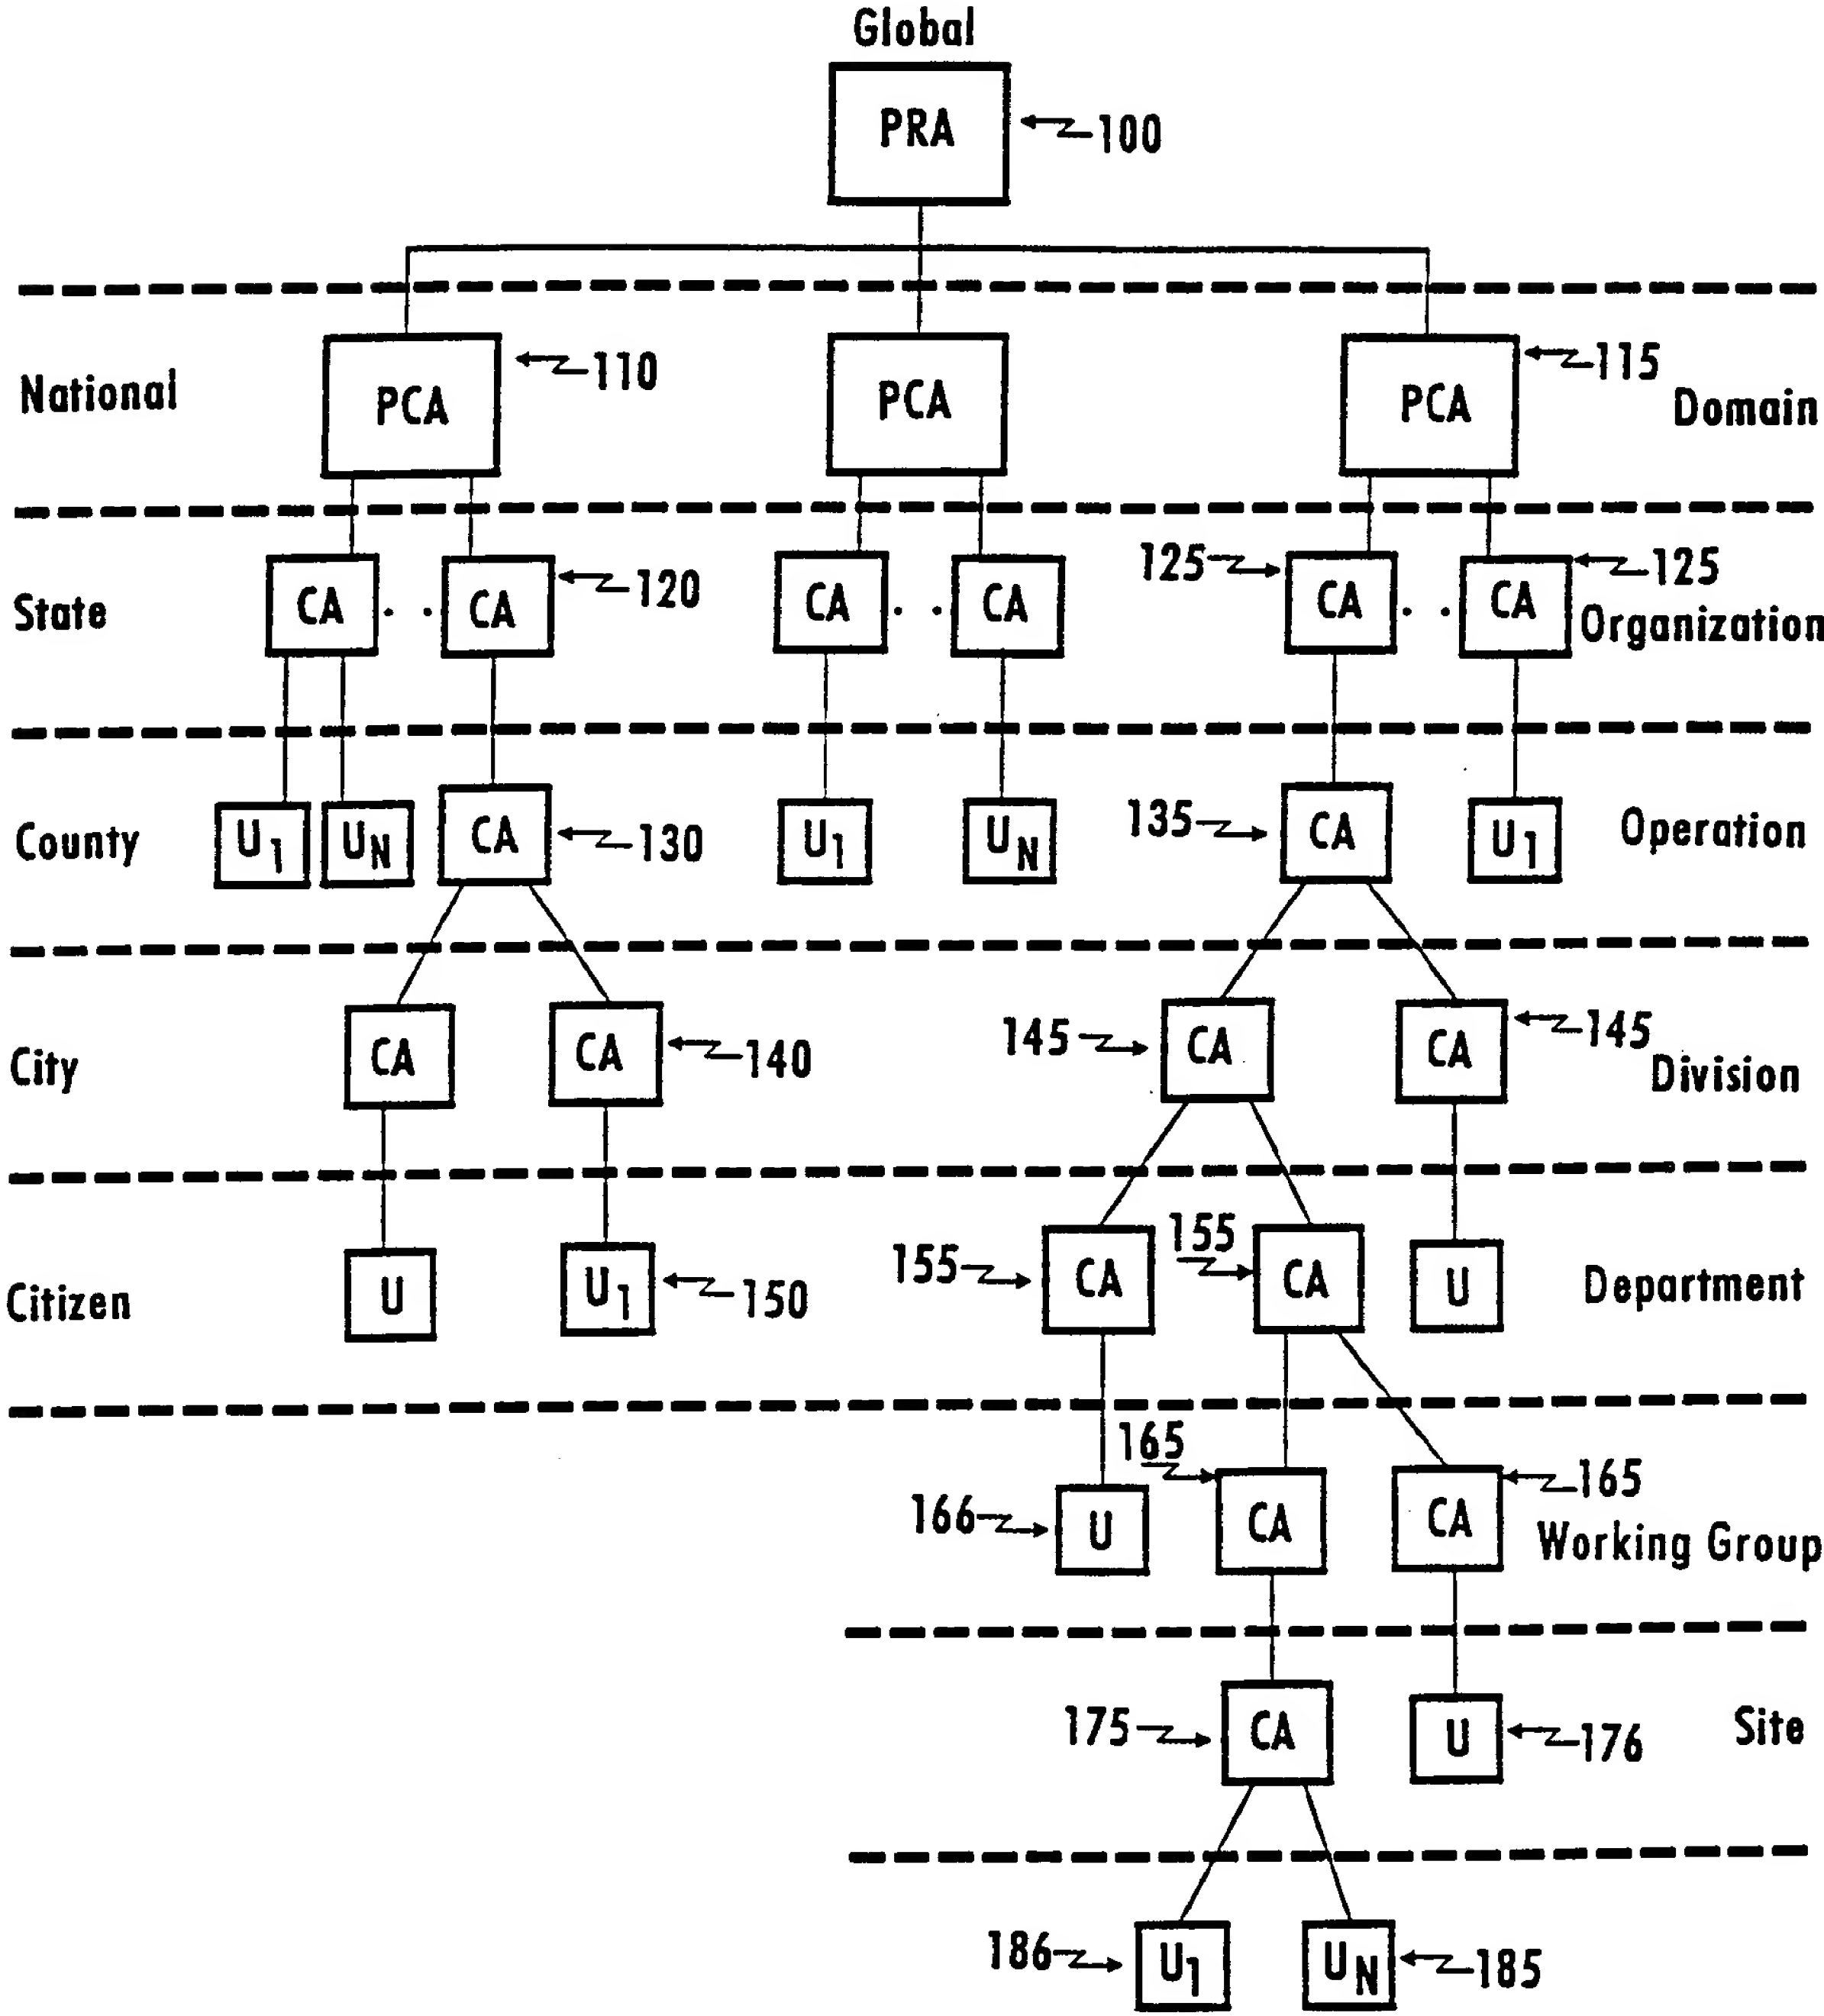 Global
PRA
100
110
115
National
PCA
PCA
PCA
Domain
125
125
120
State
CA . . CA
CA . . CA
CA . . CA
Organization
135
130
County
U1
UN
CA
U1
UN
CA
U1
Operation
145
145
140
City
CA
CA
CA
CA
Division
155
155
150
Citizen
U
U1
CA
CA
U
Department
165
165
166
U
CA
CA
Working Group
175
CA
U
176
Site
186
U1
UN
185